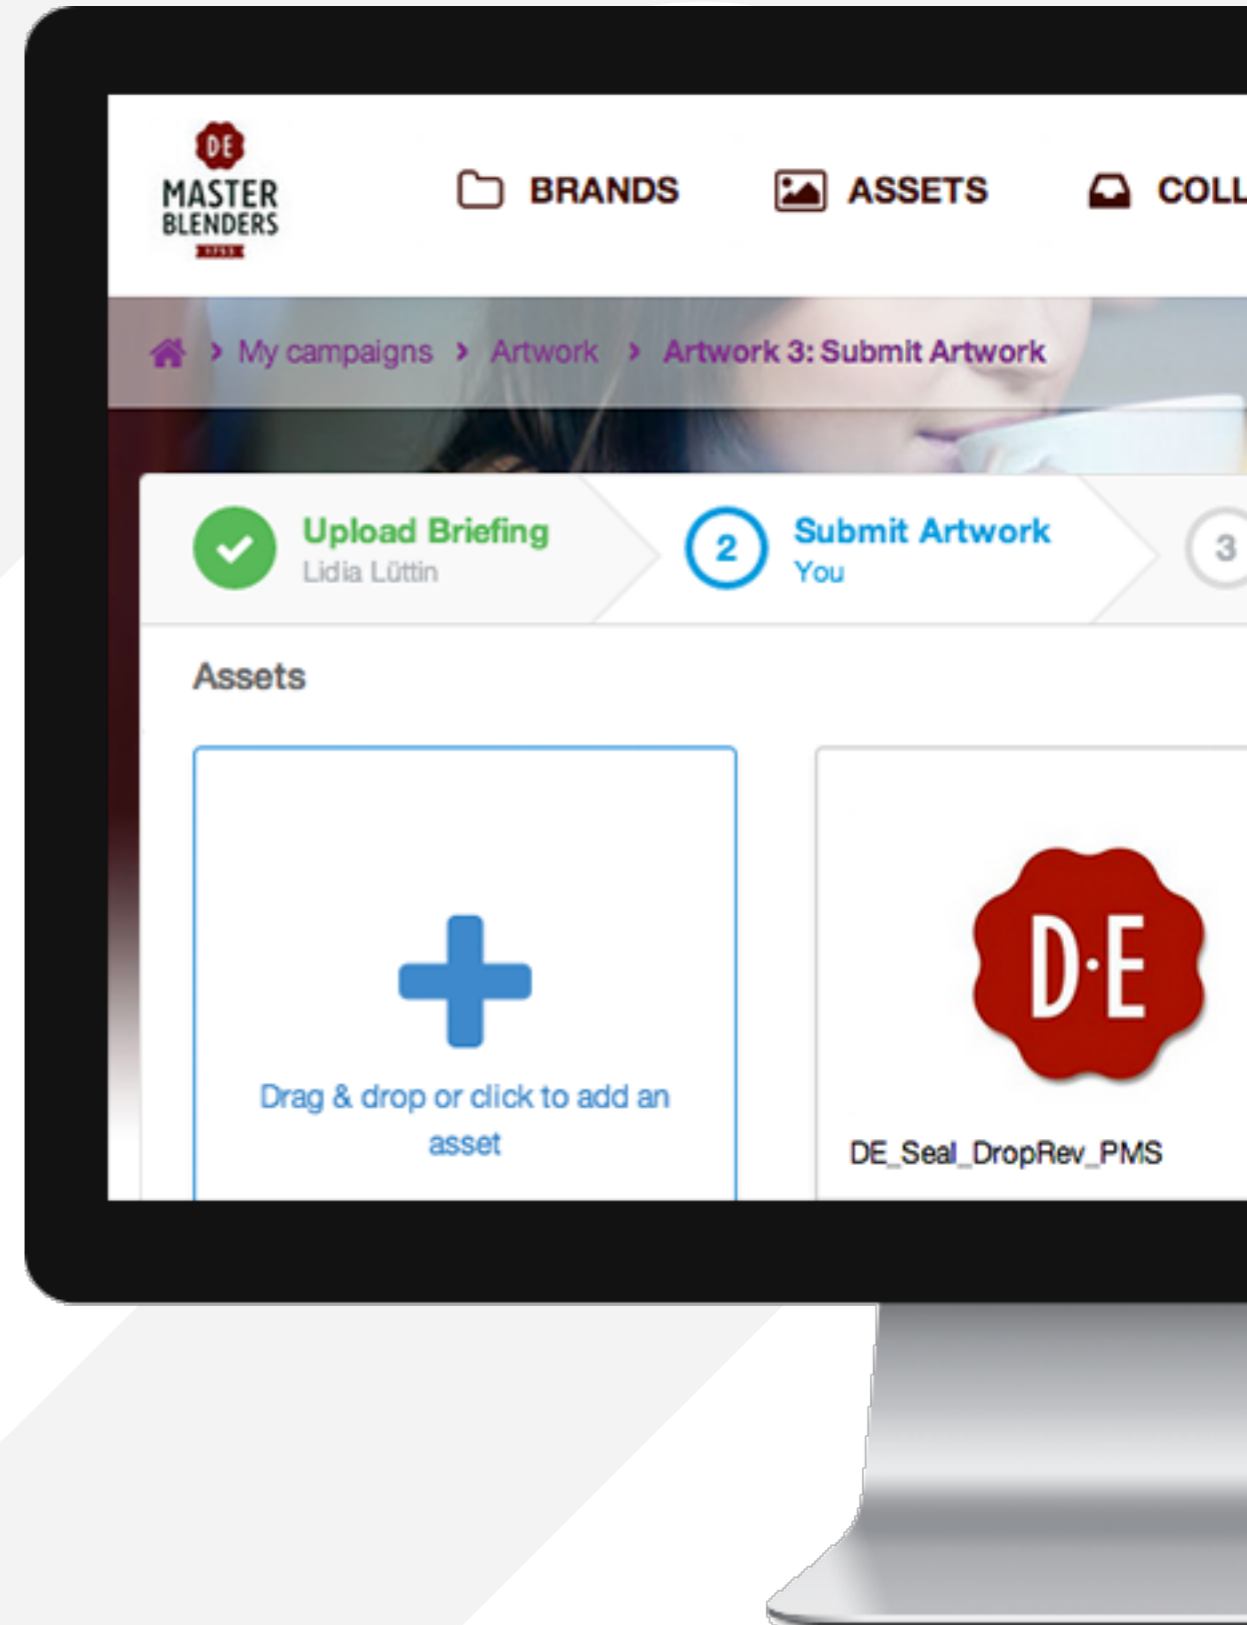 DE
MASTER
BLENDERS
1753
BRANDS
ASSETS
COLL
My campaigns > Artwork > Artwork 3: Submit Artwork
Upload Briefing
Lidia Lüttin
2
Submit Artwork
You
3
Assets
Drag & drop or click to add an
asset
D·E
DE_Seal_DropRev_PMS